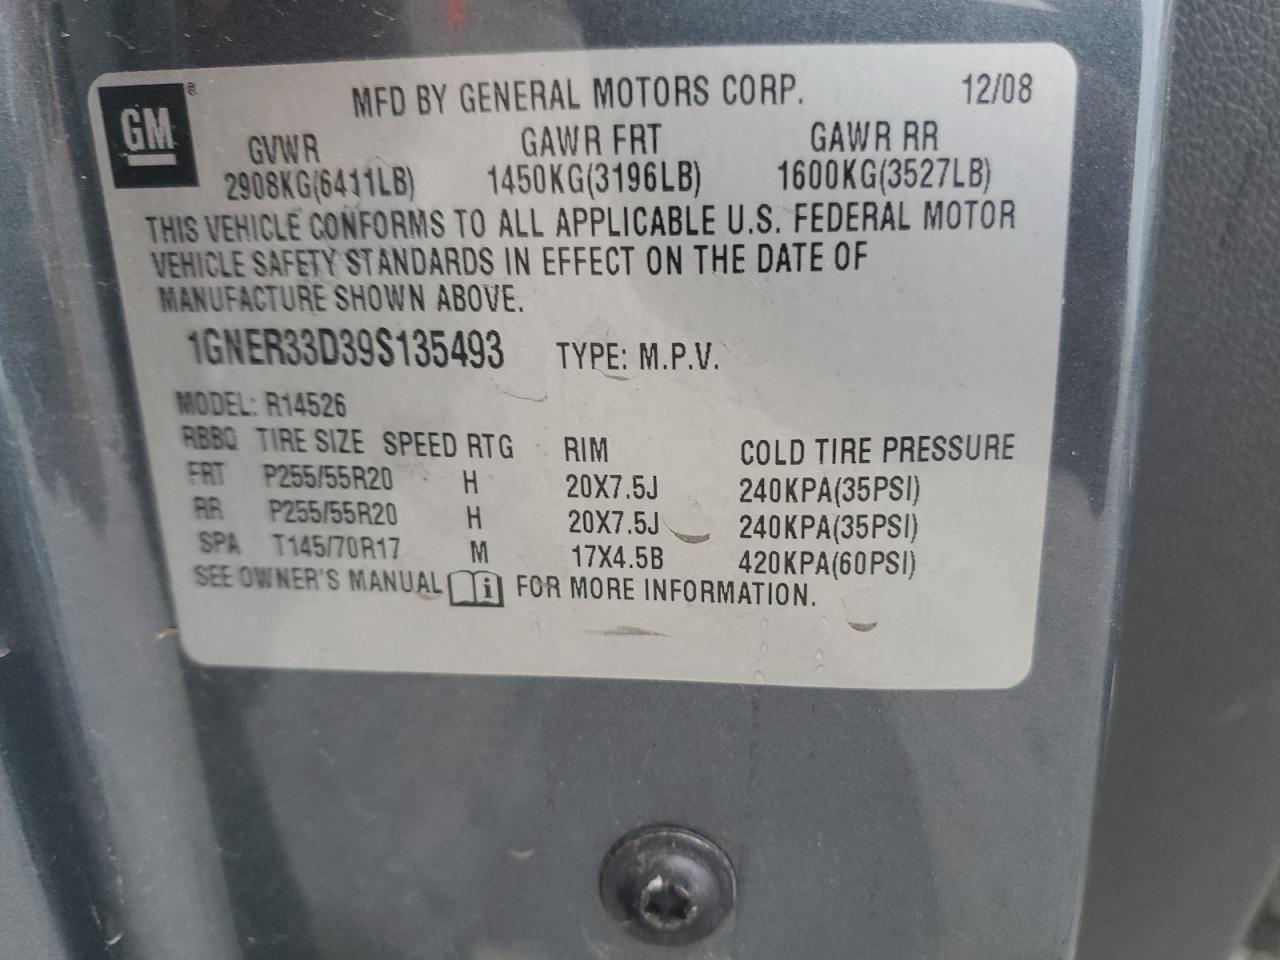 GM ® MFD BY GENERAL MOTORS CORP. 12/08
GVWR GAWR FRT GAWR RR
2908KG(6411LB) 1450KG(3196LB) 1600KG(3527LB)
THIS VEHICLE CONFORMS TO ALL APPLICABLE U.S. FEDERAL MOTOR
VEHICLE SAFETY STANDARDS IN EFFECT ON THE DATE OF
MANUFACTURE SHOWN ABOVE.
1GNER33D39S135493 TYPE: M.P.V.
MODEL: R14526
RBBQ TIRE SIZE SPEED RTG RIM COLD TIRE PRESSURE
FRT P255/55R20 H 20X7.5J 240KPA(35PSI)
RR P255/55R20 H 20X7.5J 240KPA(35PSI)
SPA T145/70R17 M 17X4.5B 420KPA(60PSI)
SEE OWNER'S MANUAL i FOR MORE INFORMATION.